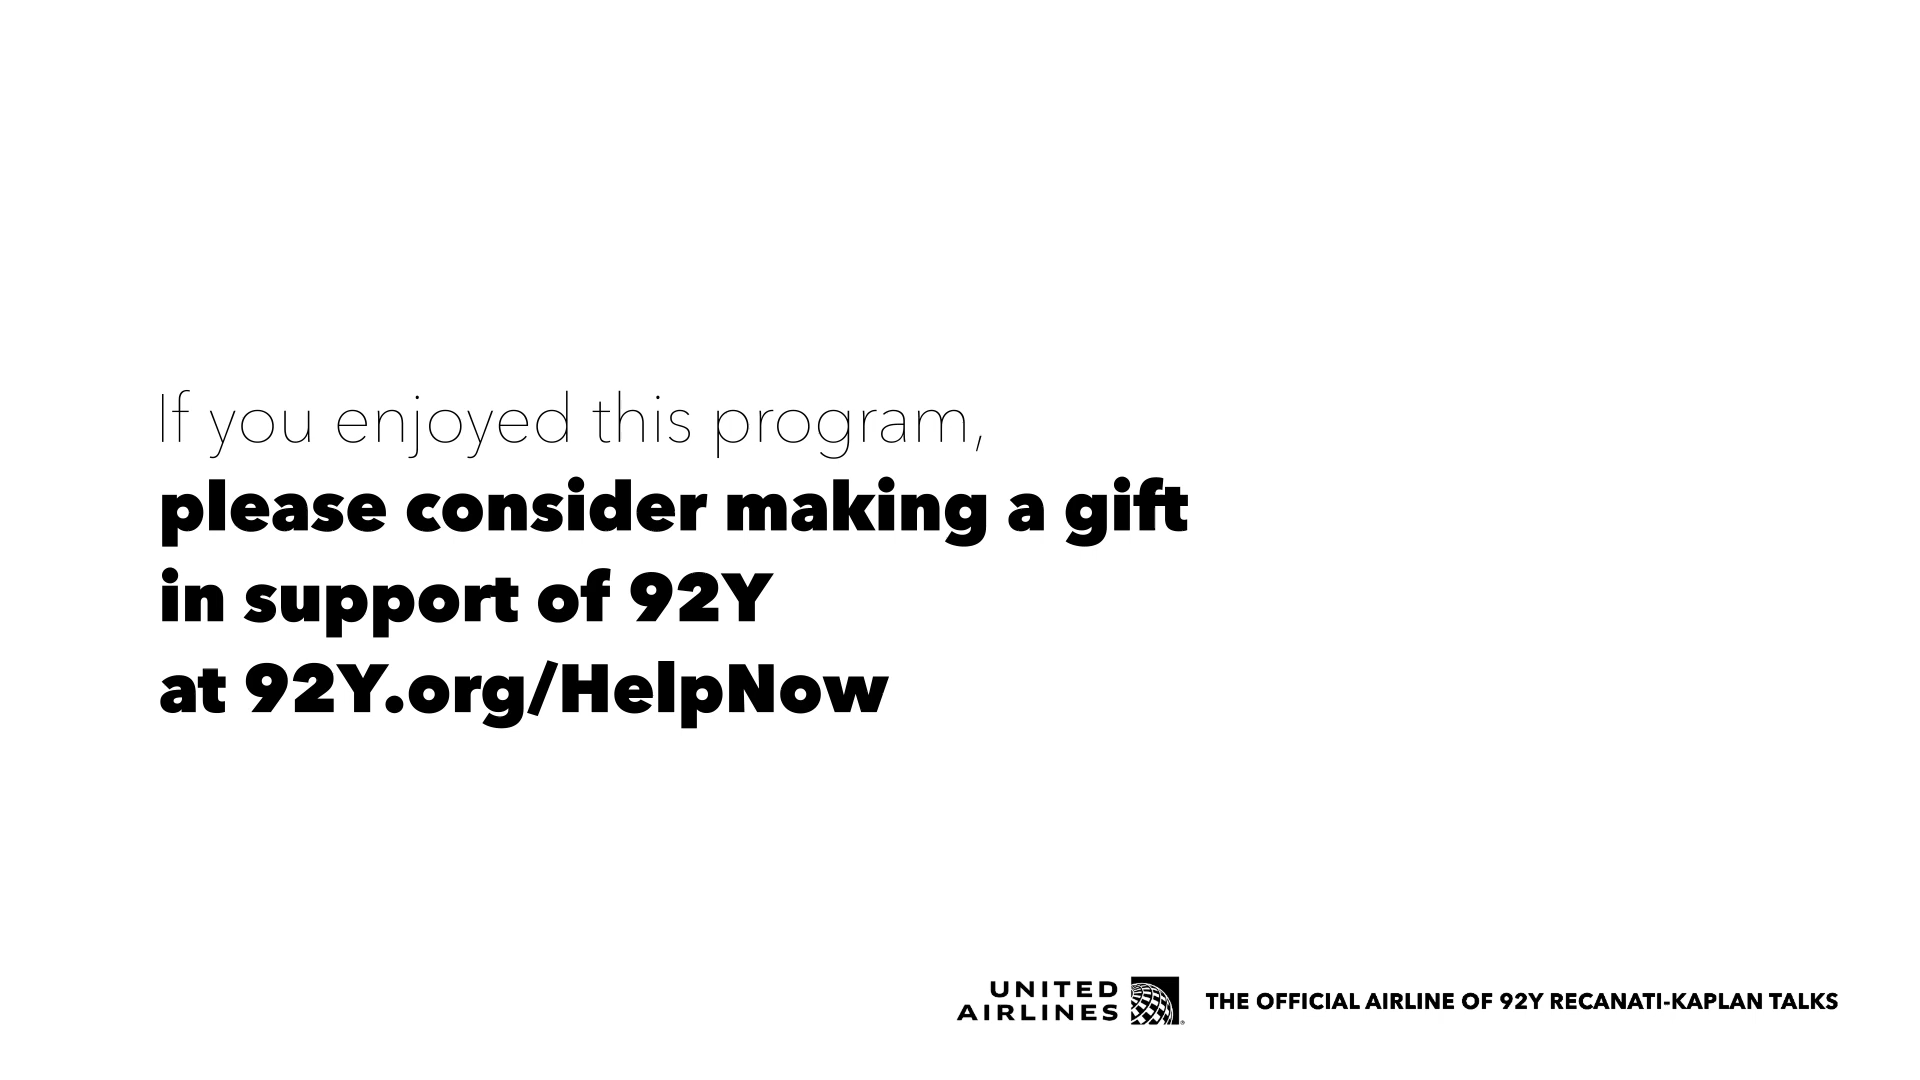 If you enjoyed this program,
please consider making a gift
in support of 92Y
at 92Y.org/HelpNow
UNITED
AIRLINES
THE OFFICIAL AIRLINE OF 92Y RECANATI-KAPLAN TALKS